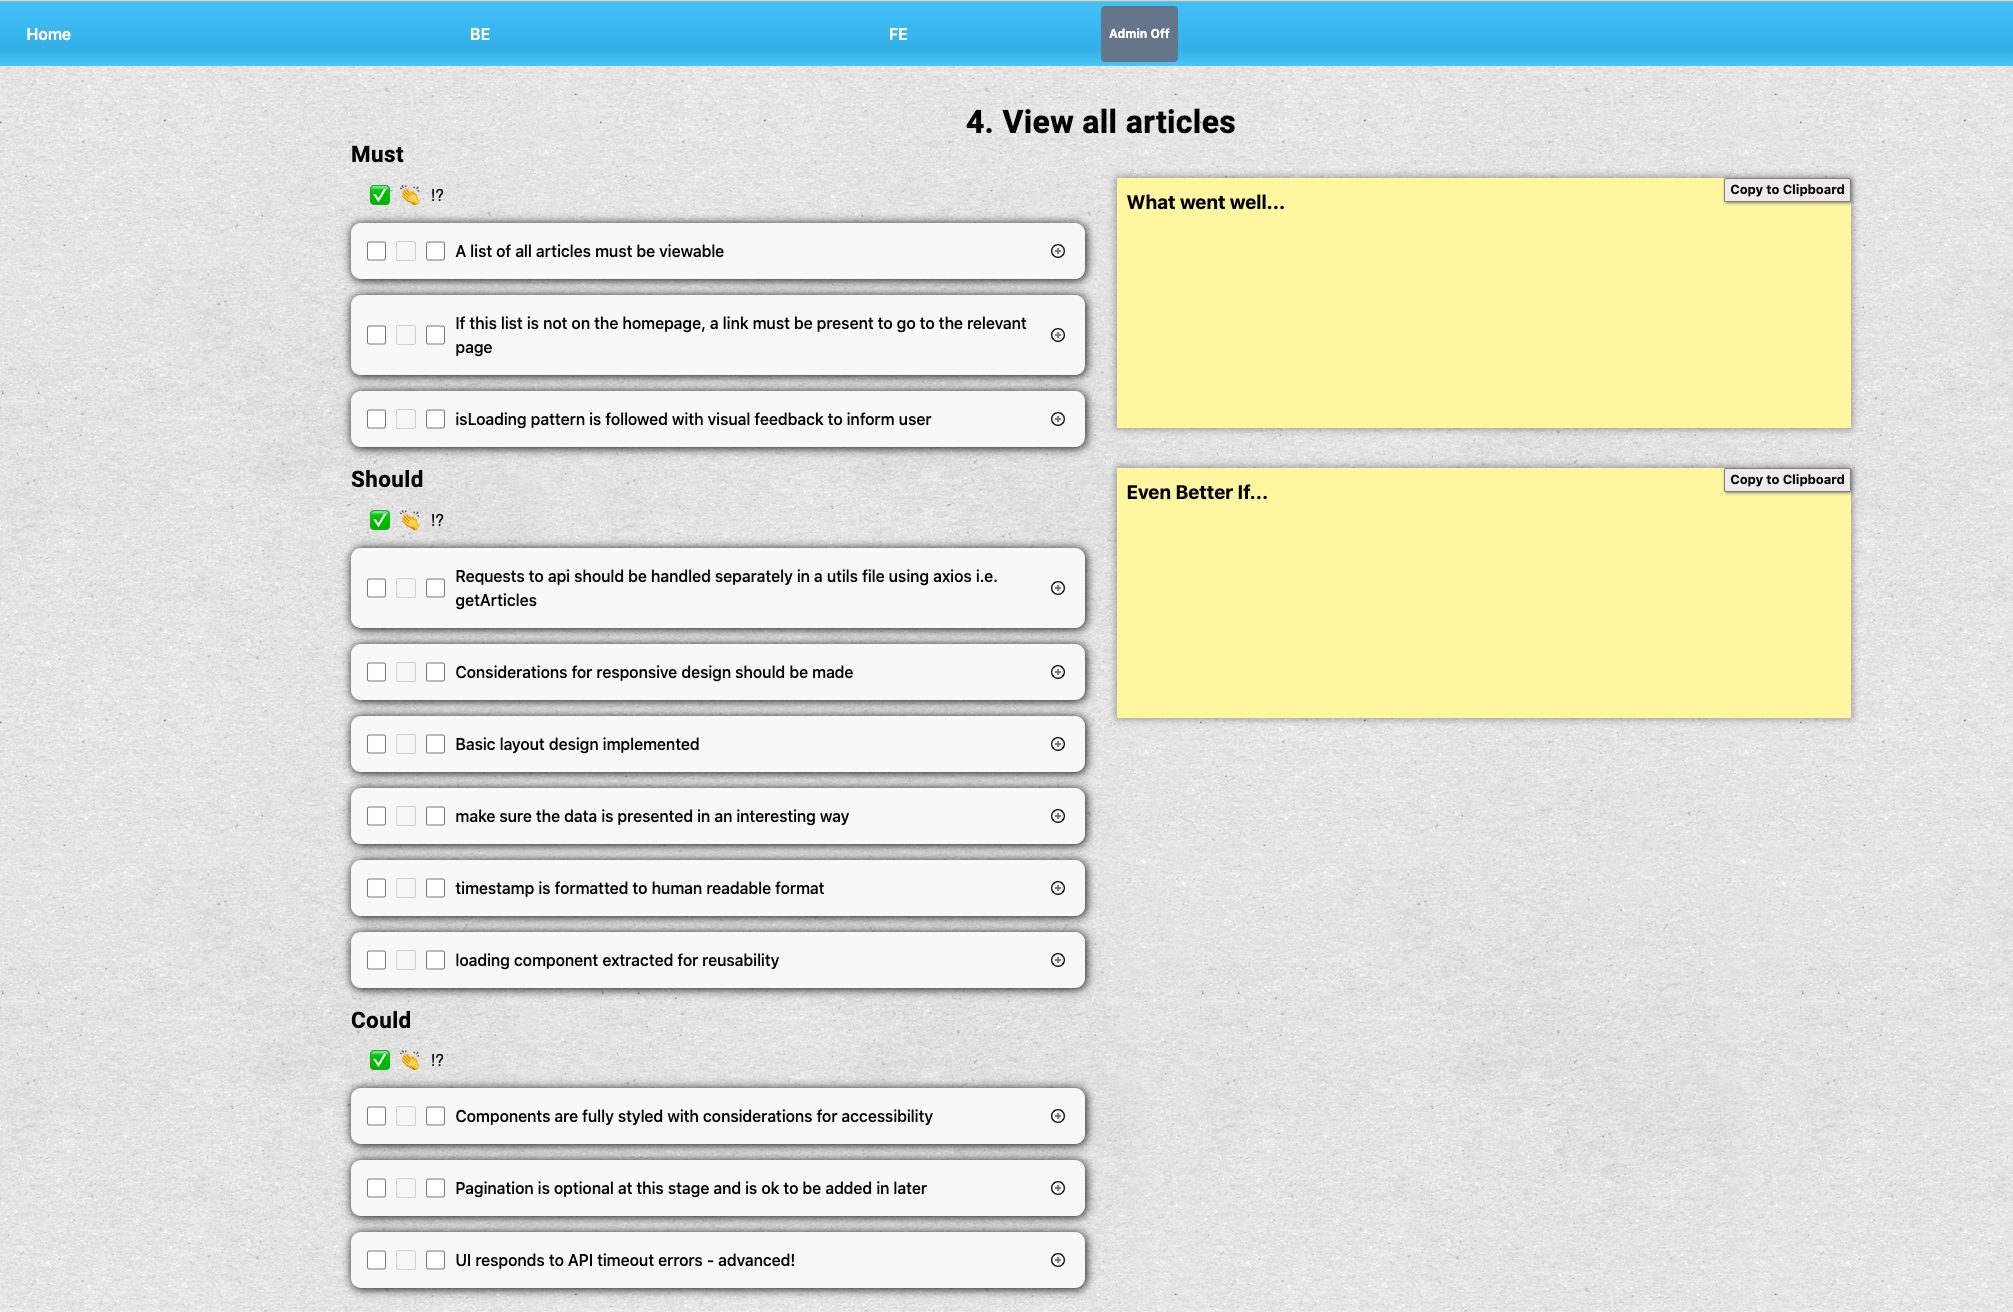 Home
BE
FE
Admin Off
4. View all articles
Must
✅ 👏 !?
A list of all articles must be viewable
If this list is not on the homepage, a link must be present to go to the relevant
page
isLoading pattern is followed with visual feedback to inform user
Should
✅ 👏 !?
Requests to api should be handled separately in a utils file using axios i.e.
getArticles
Considerations for responsive design should be made
Basic layout design implemented
make sure the data is presented in an interesting way
timestamp is formatted to human readable format
loading component extracted for reusability
Could
✅ 👏 !?
Components are fully styled with considerations for accessibility
Pagination is optional at this stage and is ok to be added in later
UI responds to API timeout errors - advanced!
What went well...
Copy to Clipboard
Even Better If...
Copy to Clipboard